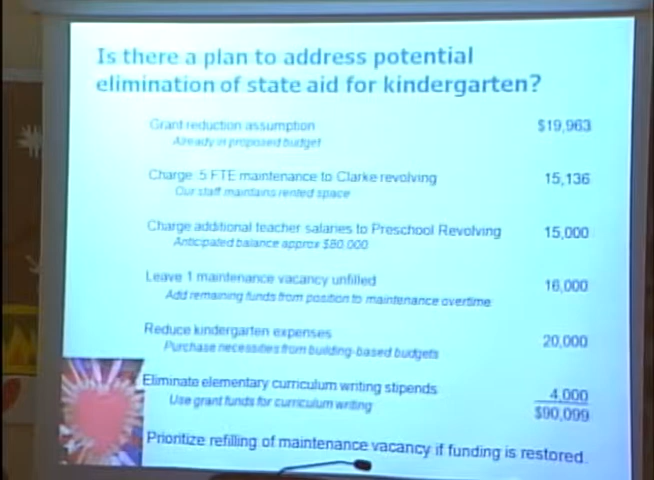 Is there a plan to address potential
elimination of state aid for kindergarten?
Grant reduction assumption $19,963
Already in proposed budget
Charge .5 FTE maintenance to Clarke revolving 15,136
Our staff maintains rented space
Charge additional teacher salaries to Preschool Revolving 15,000
Anticipated balance approx $80,000
Leave 1 maintenance vacancy unfilled 16,000
Add remaining funds from position to maintenance overtime
Reduce kindergarten expenses 20,000
Purchase necessities from building-based budgets
Eliminate elementary curriculum writing stipends 4,000
Use grant funds for curriculum writing $90,099
Prioritize refilling of maintenance vacancy if funding is restored.